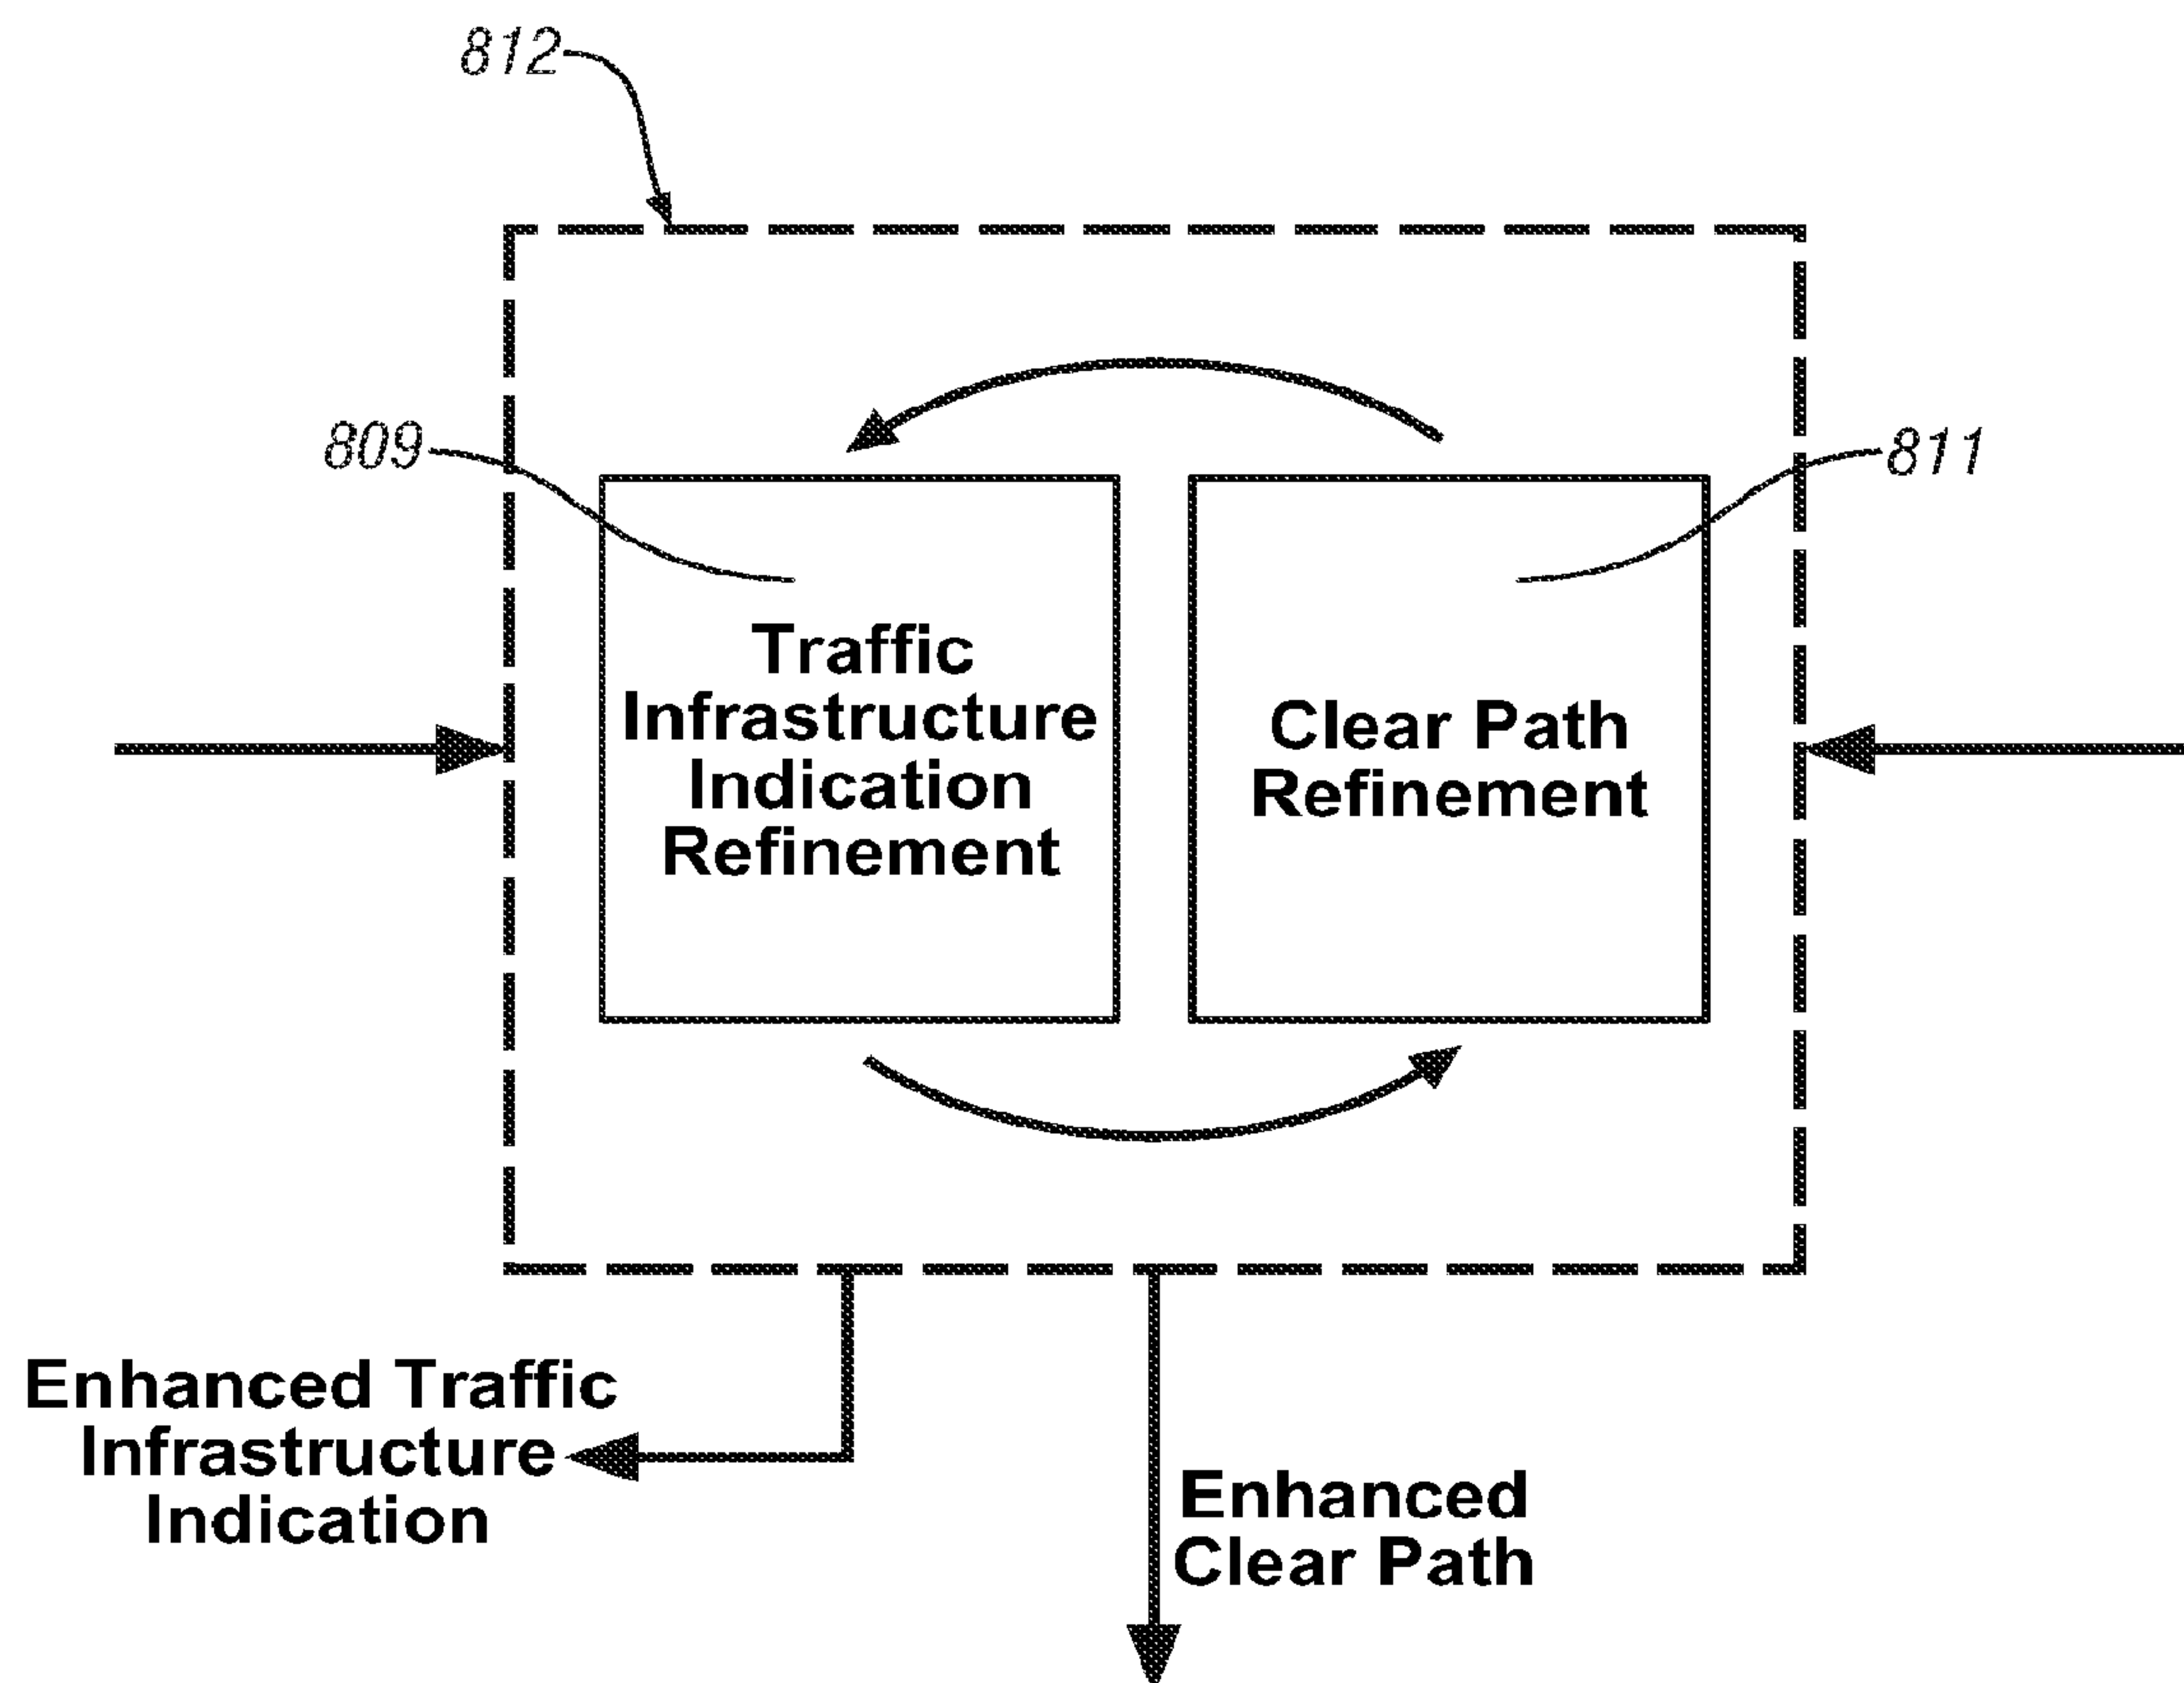 812
809
811
Traffic
Infrastructure
Indication
Refinement
Clear Path
Refinement
Enhanced Traffic
Infrastructure
Indication
Enhanced
Clear Path